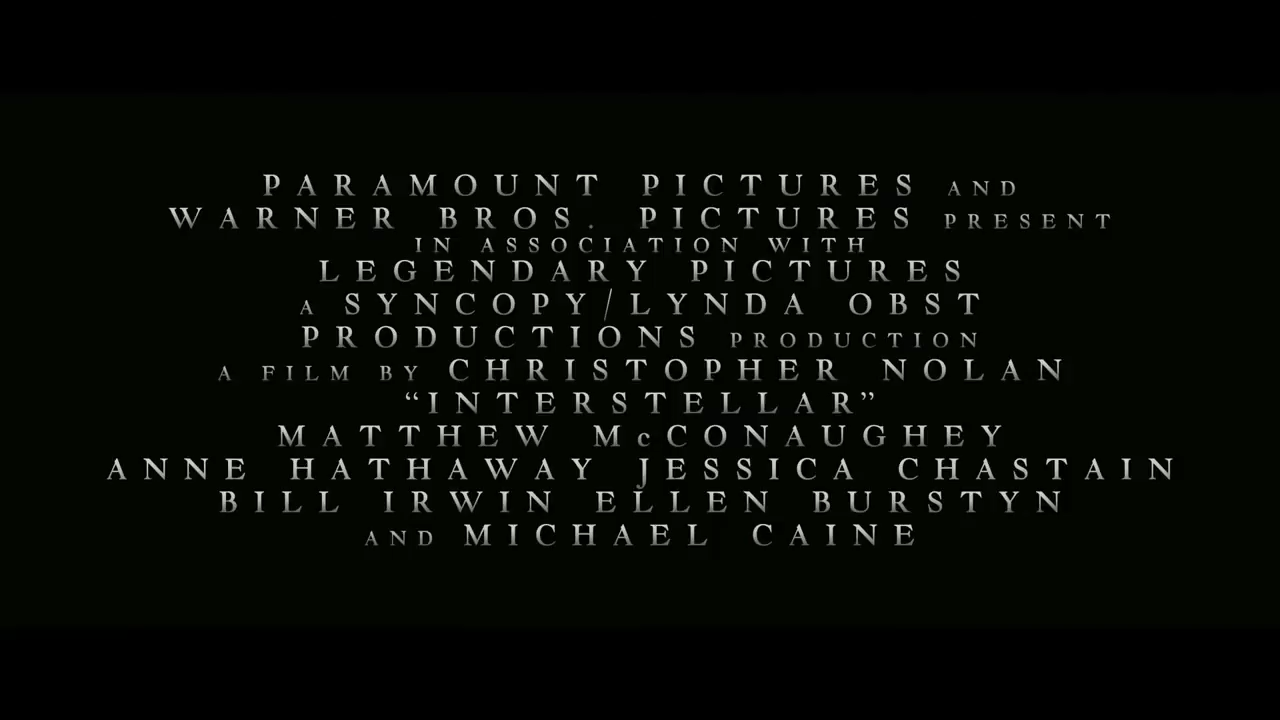 PARAMOUNT PICTURES AND
WARNER BROS. PICTURES PRESENT
IN ASSOCIATION WITH
LEGENDARY PICTURES
A SYNCOPY/LYNDA OBST
PRODUCTIONS PRODUCTION
A FILM BY CHRISTOPHER NOLAN
“INTERSTELLAR”
MATTHEW McCONAUGHEY
ANNE HATHAWAY JESSICA CHASTAIN
BILL IRWIN ELLEN BURSTYN
AND MICHAEL CAINE